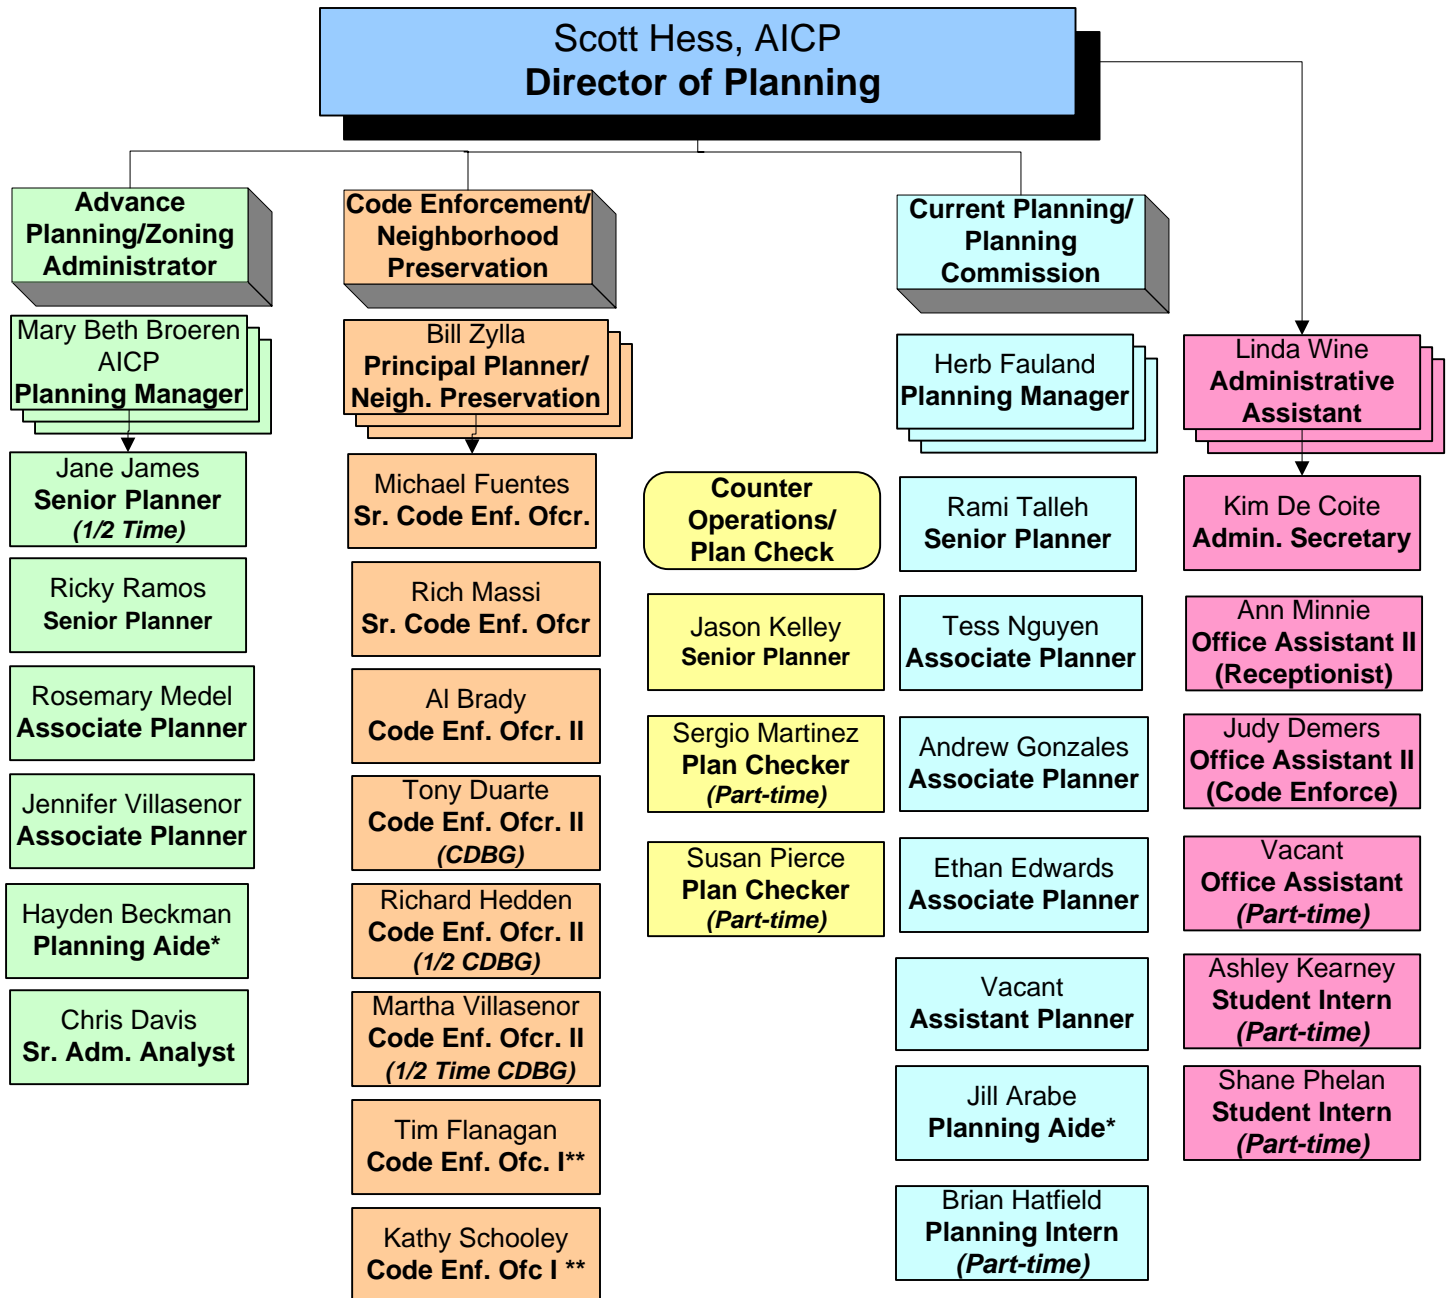 Scott Hess, AICP
Director of Planning
Advance
Planning/Zoning
Administrator
Mary Beth Broeren
AICP
Planning Manager
Jane James
Senior Planner
(1/2 Time)
Ricky Ramos
Senior Planner
Rosemary Medel
Associate Planner
Jennifer Villasenor
Associate Planner
Hayden Beckman
Planning Aide*
Chris Davis
Sr. Adm. Analyst
Code Enforcement/
Neighborhood
Preservation
Bill Zylla
Principal Planner/
Neigh. Preservation
Michael Fuentes
Sr. Code Enf. Ofcr.
Rich Massi
Sr. Code Enf. Ofcr
Al Brady
Code Enf. Ofcr. II
Tony Duarte
Code Enf. Ofcr. II
(CDBG)
Richard Hedden
Code Enf. Ofcr. II
(1/2 CDBG)
Martha Villasenor
Code Enf. Ofcr. II
(1/2 Time CDBG)
Tim Flanagan
Code Enf. Ofc. I**
Kathy Schooley
Code Enf. Ofc I **
Counter
Operations/
Plan Check
Jason Kelley
Senior Planner
Sergio Martinez
Plan Checker
(Part-time)
Susan Pierce
Plan Checker
(Part-time)
Current Planning/
Planning
Commission
Herb Fauland
Planning Manager
Rami Talleh
Senior Planner
Tess Nguyen
Associate Planner
Andrew Gonzales
Associate Planner
Ethan Edwards
Associate Planner
Vacant
Assistant Planner
Jill Arabe
Planning Aide*
Brian Hatfield
Planning Intern
(Part-time)
Linda Wine
Administrative
Assistant
Kim De Coite
Admin. Secretary
Ann Minnie
Office Assistant II
(Receptionist)
Judy Demers
Office Assistant II
(Code Enforce)
Vacant
Office Assistant
(Part-time)
Ashley Kearney
Student Intern
(Part-time)
Shane Phelan
Student Intern
(Part-time)